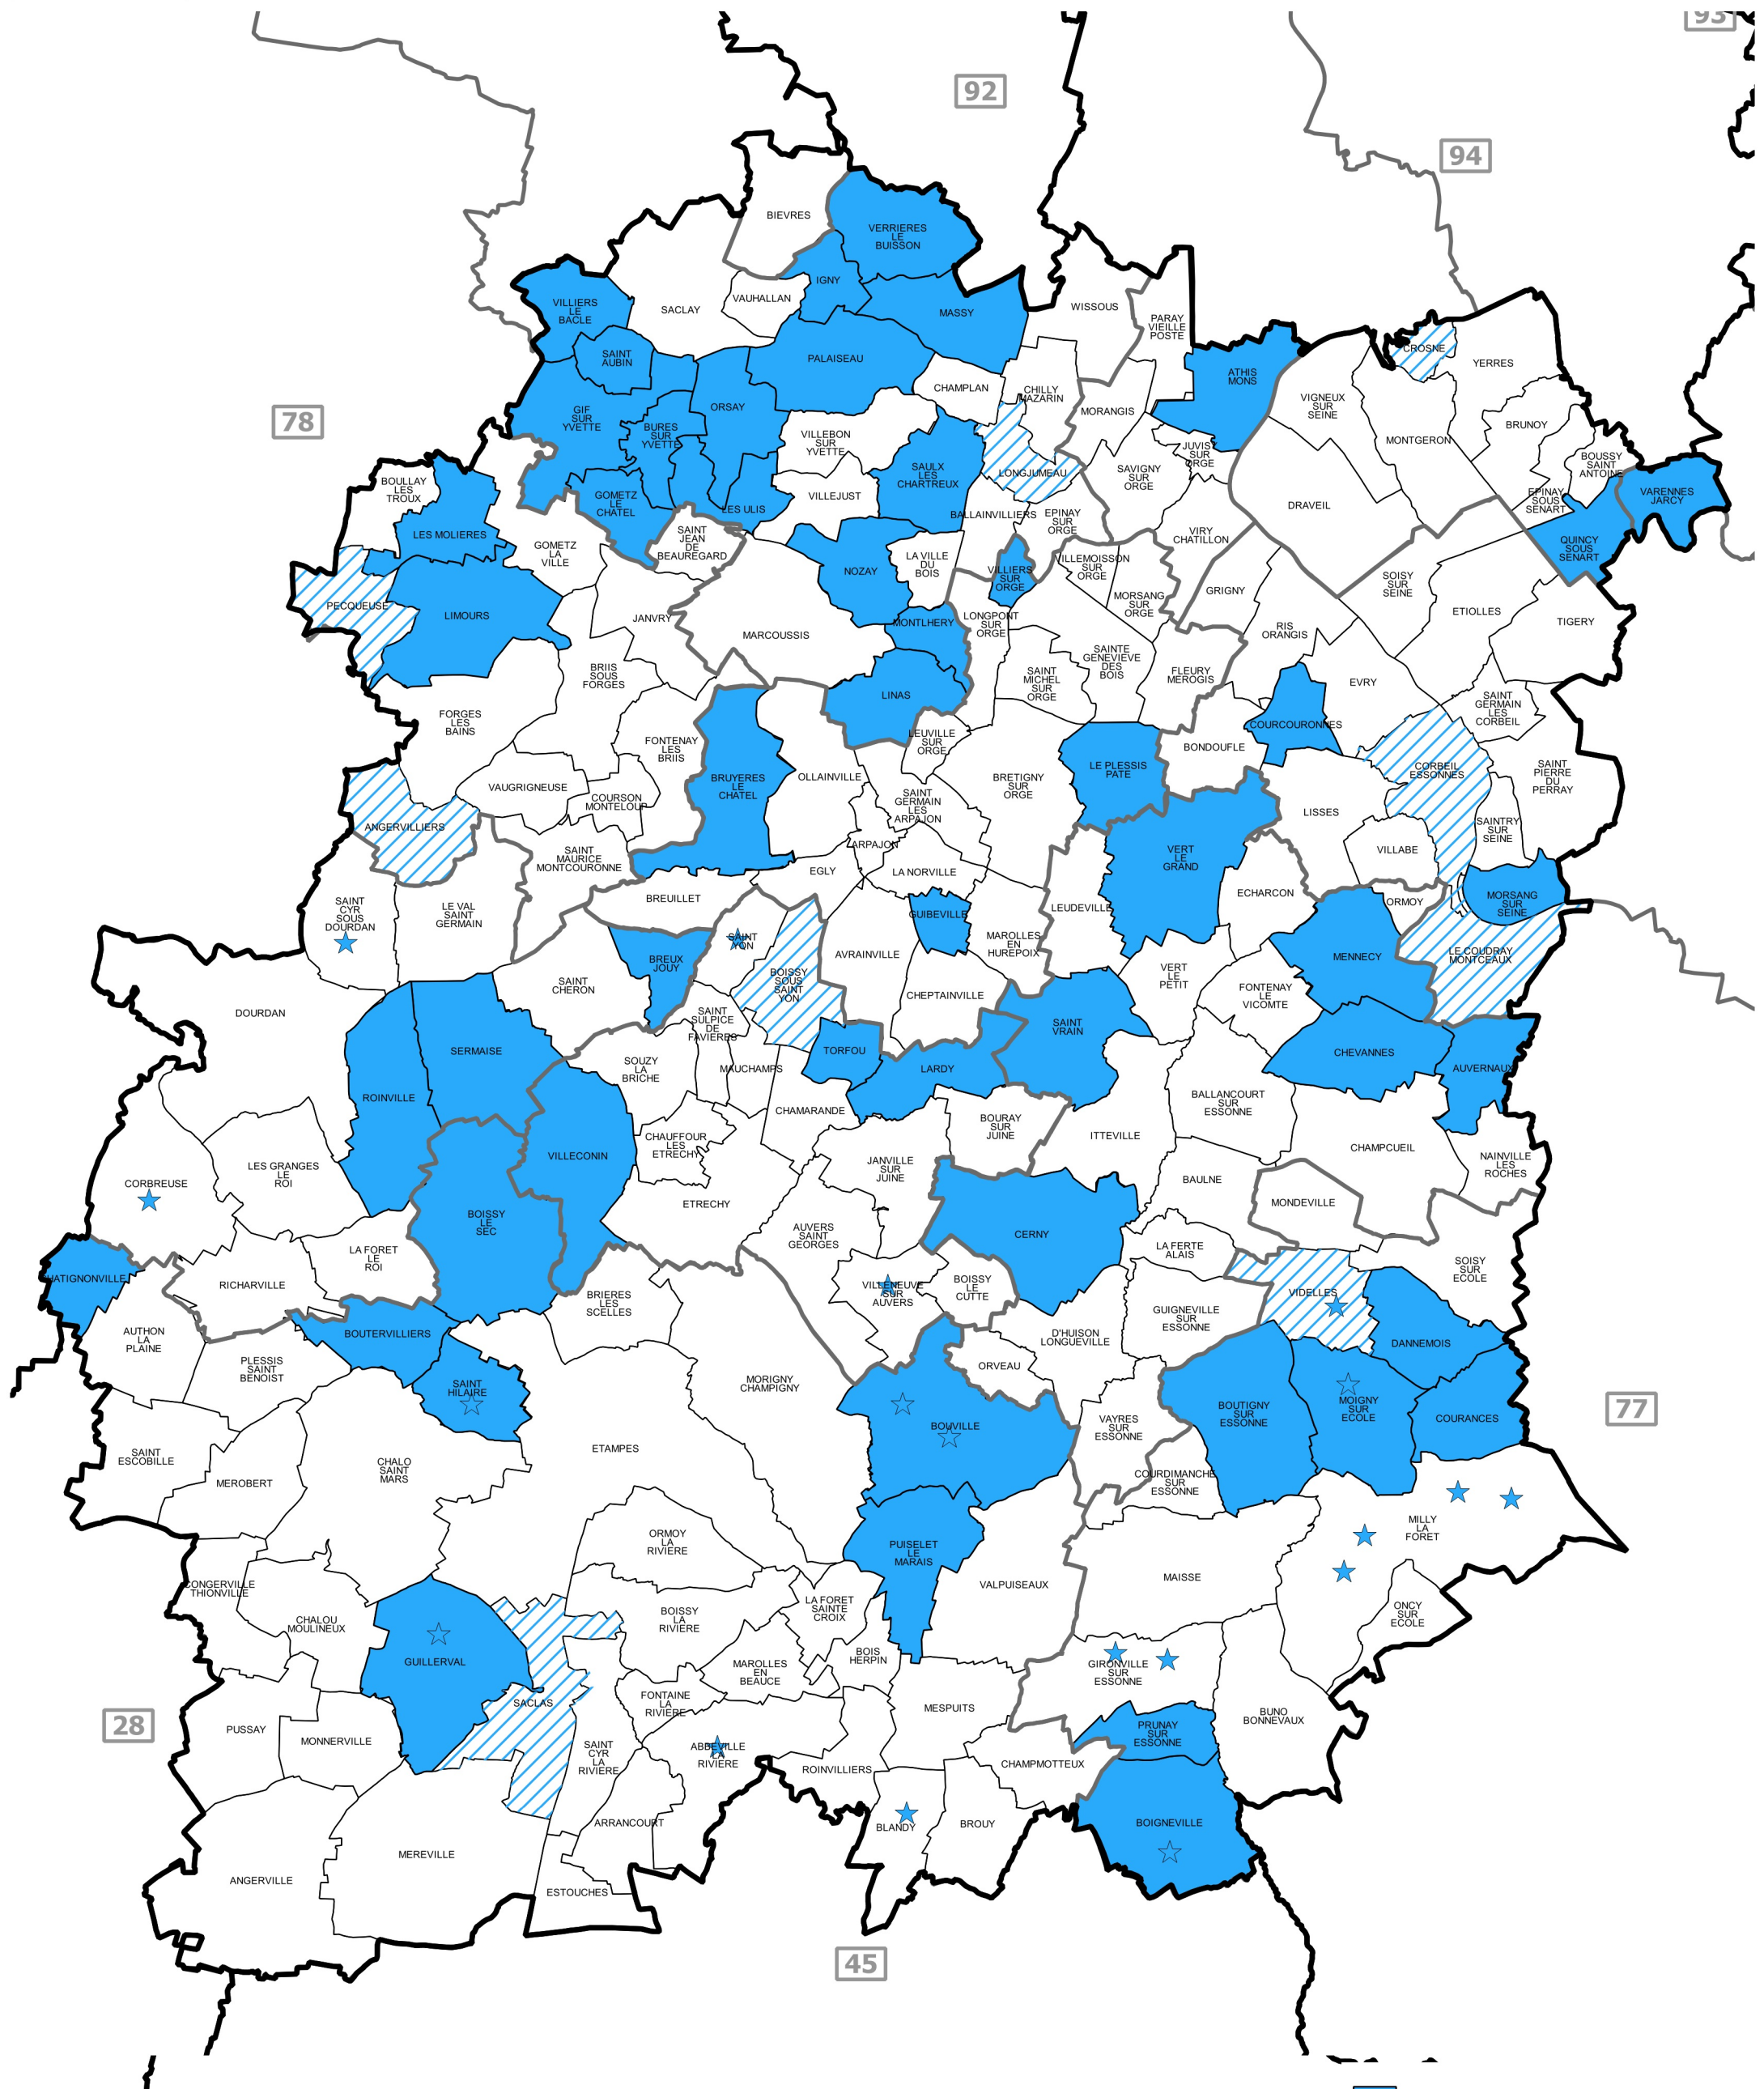 93
92
94
BIEVRES
VERRIERES
LE
BUISSON
IGNY
VILLIERS
LE
BACLE
SACLAY
VAUHALLAN
MASSY
WISSOUS
PARAY
VIEILLE
POSTE
SAINT
AUBIN
PALAISEAU
CROSNE
YERRES
ATHIS
MONS
CHAMPLAN
CHILLY
MAZARIN
78
GIF
SUR
YVETTE
ORSAY
MORANGIS
VIGNEUX
SUR
SEINE
BURES
SUR
YVETTE
VILLEBON
SUR
YVETTE
MONTGERON
BRUNOY
BOULLAY
LES
TROUX
SAULX
LES
CHARTREUX
LONGJUMEAU
SAVIGNY
SUR
ORGE
JUVISY
SUR
ORGE
BOUSSY
SAINT
ANTOINE
VARENNES
JARCY
GOMETZ
LE
CHATEL
LES ULIS
VILLEJUST
BALLAINVILLIERS
EPINAY
SUR
ORGE
DRAVEIL
EPINAY
SOUS
SENART
LES MOLIERES
GOMETZ
LA
VILLE
SAINT
JEAN
DE
BEAUREGARD
NOZAY
LA VILLE
DU
BOIS
VILLIERS
SUR
ORGE
VILLEMOISSON
SUR
ORGE
VIRY
CHATILLON
QUINCY
SOUS
SENART
PECQUEUSE
LIMOURS
JANVRY
MARCOUSSIS
MONTLHERY
LONGPONT
SUR
ORGE
MORSANG
SUR
ORGE
GRIGNY
SOISY
SUR
SEINE
ETIOLLES
TIGERY
RIS
ORANGIS
BRIIS
SOUS
FORGES
LINAS
SAINT
MICHEL
SUR
ORGE
SAINTE
GENEVIEVE
DES
BOIS
FLEURY
MEROGIS
EVRY
FORGES
LES
BAINS
SAINT
GERMAIN
LES
CORBEIL
FONTENAY
LES
BRIIS
LEUVILLE
SUR
ORGE
COURCOURONNES
BONDOUFLE
VAUGRIGNEUSE
COURSON
MONTELOUP
BRUYERES
LE
CHATEL
OLLAINVILLE
BRETIGNY
SUR
ORGE
LE PLESSIS
PATE
CORBEIL
ESSONNES
SAINT
PIERRE
DU
PERRAY
SAINT
GERMAIN
LES
ARPAJON
LISSES
ANGERVILLIERS
SAINT
MAURICE
MONTCOURONNE
ARPAJON
SAINTRY
SUR
SEINE
VERT
LE
GRAND
VILLABE
EGLY
LA NORVILLE
BREUILLET
ECHARCON
ORMOY
MORSANG
SUR
SEINE
SAINT
CYR
SOUS
DOURDAN
LE VAL
SAINT
GERMAIN
GUIBEVILLE
LEUDEVILLE
SAINT
YON
AVRAINVILLE
MAROLLES
EN
HUREPOIX
BREUX
JOUY
BOISSY
SOUS
SAINT
YON
MENNECY
LE COUDRAY
MONTCEAUX
SAINT
CHERON
CHEPTAINVILLE
VERT
LE
PETIT
FONTENAY
LE
VICOMTE
DOURDAN
SAINT
SULPICE
DE
FAVIERES
SAINT
VRAIN
SERMAISE
TORFOU
LARDY
CHEVANNES
AUVERNAUX
SOUZY
LA
BRICHE
MAUCHAMPS
ROINVILLE
CHAMARANDE
BALLANCOURT
SUR
ESSONNE
BOURAY
SUR
JUINE
ITTEVILLE
CHAUFFOUR
LES
ETRECHY
CHAMPCUEIL
NAINVILLE
LES
ROCHES
VILLECONIN
LES GRANGES
LE
ROI
JANVILLE
SUR
JUINE
CORBREUSE
BAULNE
ETRECHY
MONDEVILLE
BOISSY
LE
SEC
AUVERS
SAINT
GEORGES
CERNY
LA FORET
LE
ROI
LA FERTE
ALAIS
CHATIGNONVILLE
RICHARVILLE
SOISY
SUR
ECOLE
VILLENEUVE
SUR
AUVERS
BOISSY
LE
CUTTE
VIDELLES
BRIERES
LES
SCELLES
GUIGNEVILLE
SUR
ESSONNE
AUTHON
LA
PLAINE
BOUTERVILLIERS
D'HUISON
LONGUEVILLE
DANNEMOIS
PLESSIS
SAINT
BENOIST
ORVEAU
SAINT
HILAIRE
MORIGNY
CHAMPIGNY
77
BOUVILLE
VAYRES
SUR
ESSONNE
BOUTIGNY
SUR
ESSONNE
MOIGNY
SUR
ECOLE
COURANCES
SAINT
ESCOBILLE
ETAMPES
MEROBERT
CHALO
SAINT
MARS
COURDIMANCHE
SUR
ESSONNE
MILLY
LA
FORET
ORMOY
LA
RIVIERE
PUISELET
LE
MARAIS
CONGERVILLE
THIONVILLE
VALPUISEAUX
MAISSE
CHALOU
MOULINEUX
BOISSY
LA
RIVIERE
LA FORET
SAINTE
CROIX
ONCY
SUR
ECOLE
GUILLERVAL
BOIS
HERPIN
MAROLLES
EN
BEAUCE
GIRONVILLE
SUR
ESSONNE
28
SACLAS
FONTAINE
LA
RIVIERE
MESPUITS
BUNO
BONNEVAUX
PUSSAY
MONNERVILLE
PRUNAY
SUR
ESSONNE
SAINT
CYR
LA
RIVIERE
ABBEVILLE
LA
RIVIERE
ROINVILLIERS
CHAMPMOTTEUX
ARRANCOURT
BLANDY
BROUY
BOIGNEVILLE
MEREVILLE
ANGERVILLE
ESTOUCHES
45